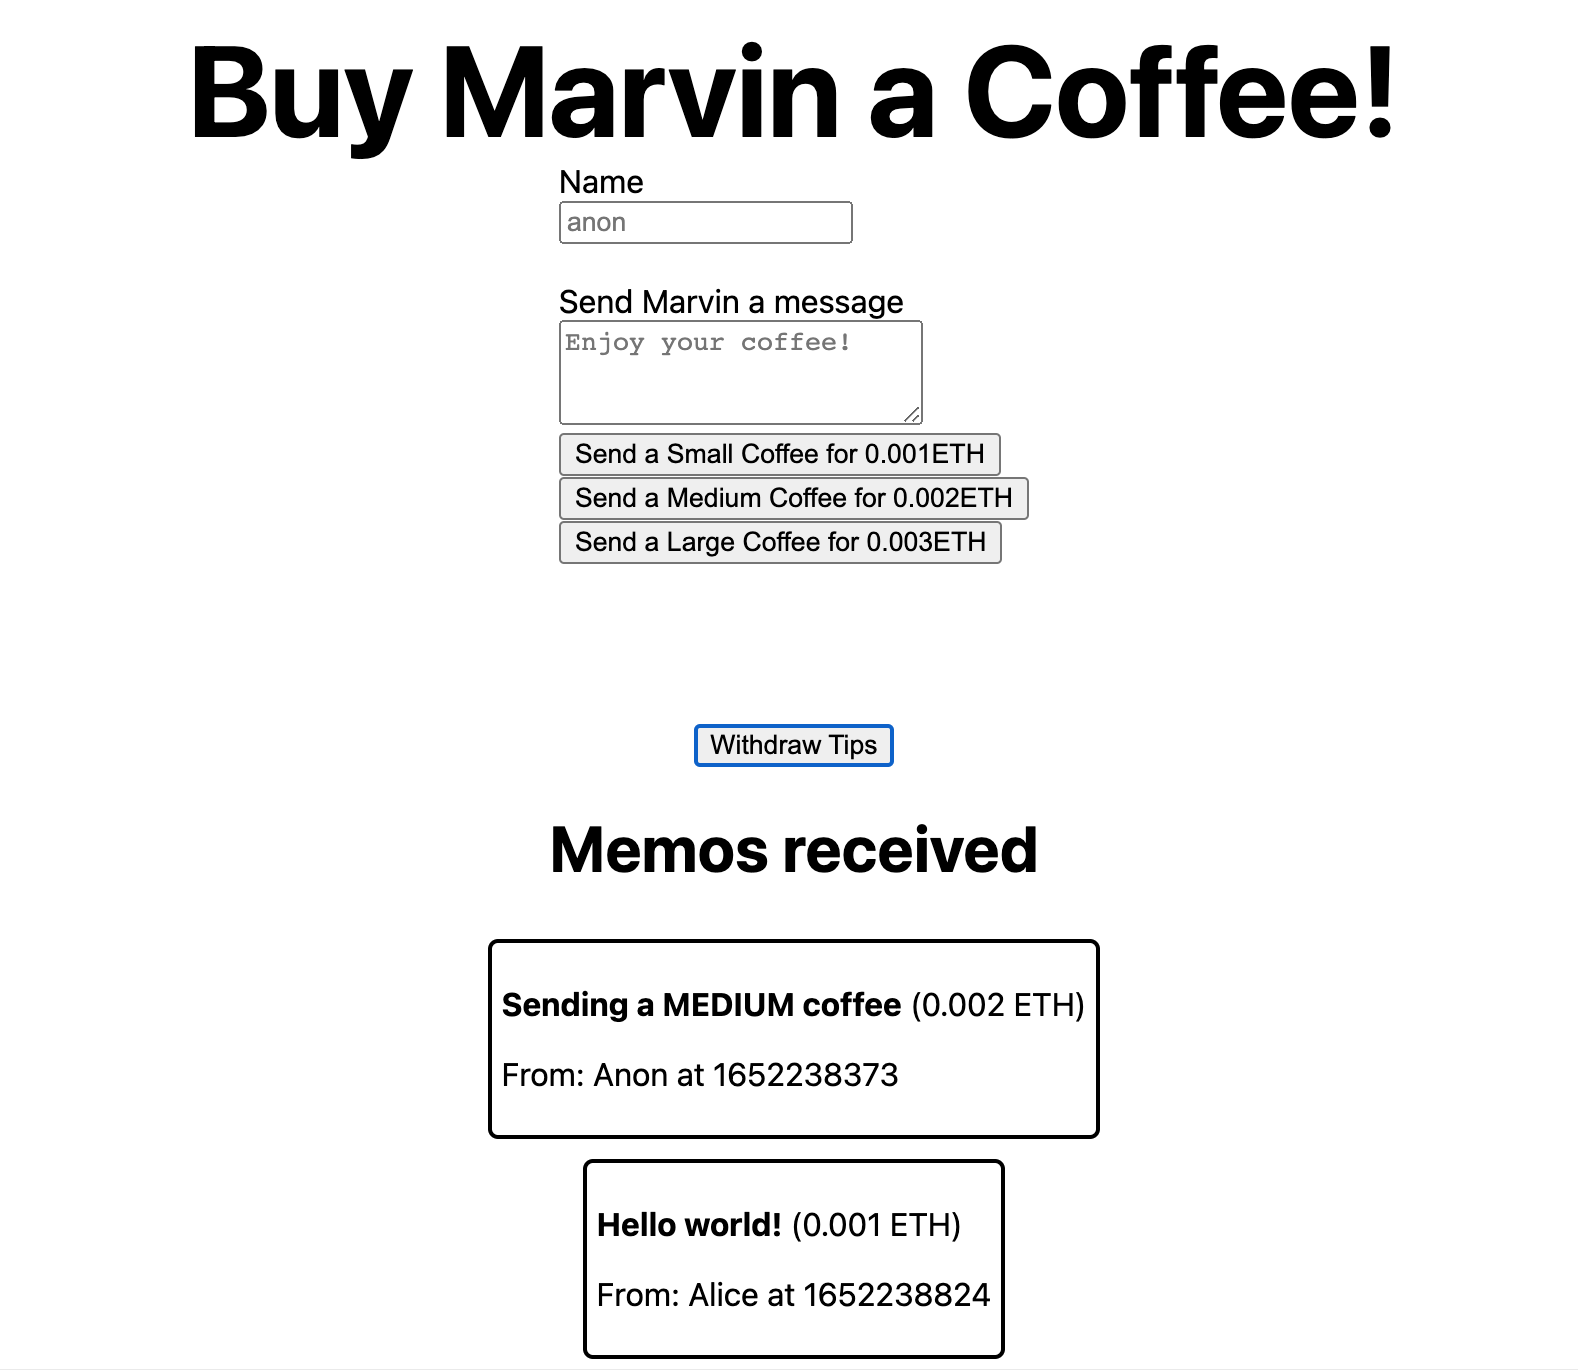 Buy Marvin a Coffee!
Name
anon
Send Marvin a message
Enjoy your coffee!
Send a Small Coffee for 0.001ETH
Send a Medium Coffee for 0.002ETH
Send a Large Coffee for 0.003ETH
Withdraw Tips
Memos received
Sending a MEDIUM coffee (0.002 ETH)
From: Anon at 1652238373
Hello world! (0.001 ETH)
From: Alice at 1652238824